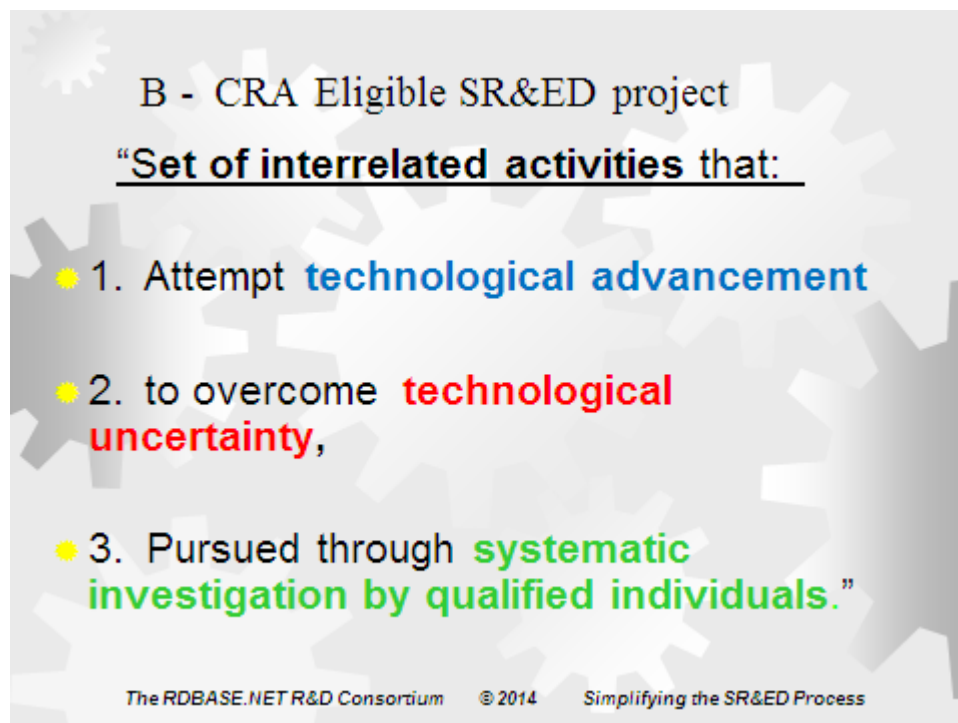 B - CRA Eligible SR&ED project
“Set of interrelated activities that:
1. Attempt technological advancement
2. to overcome technological
uncertainty,
3. Pursued through systematic
investigation by qualified individuals.”
The RDBASE.NET R&D Consortium © 2014 Simplifying the SR&ED Process